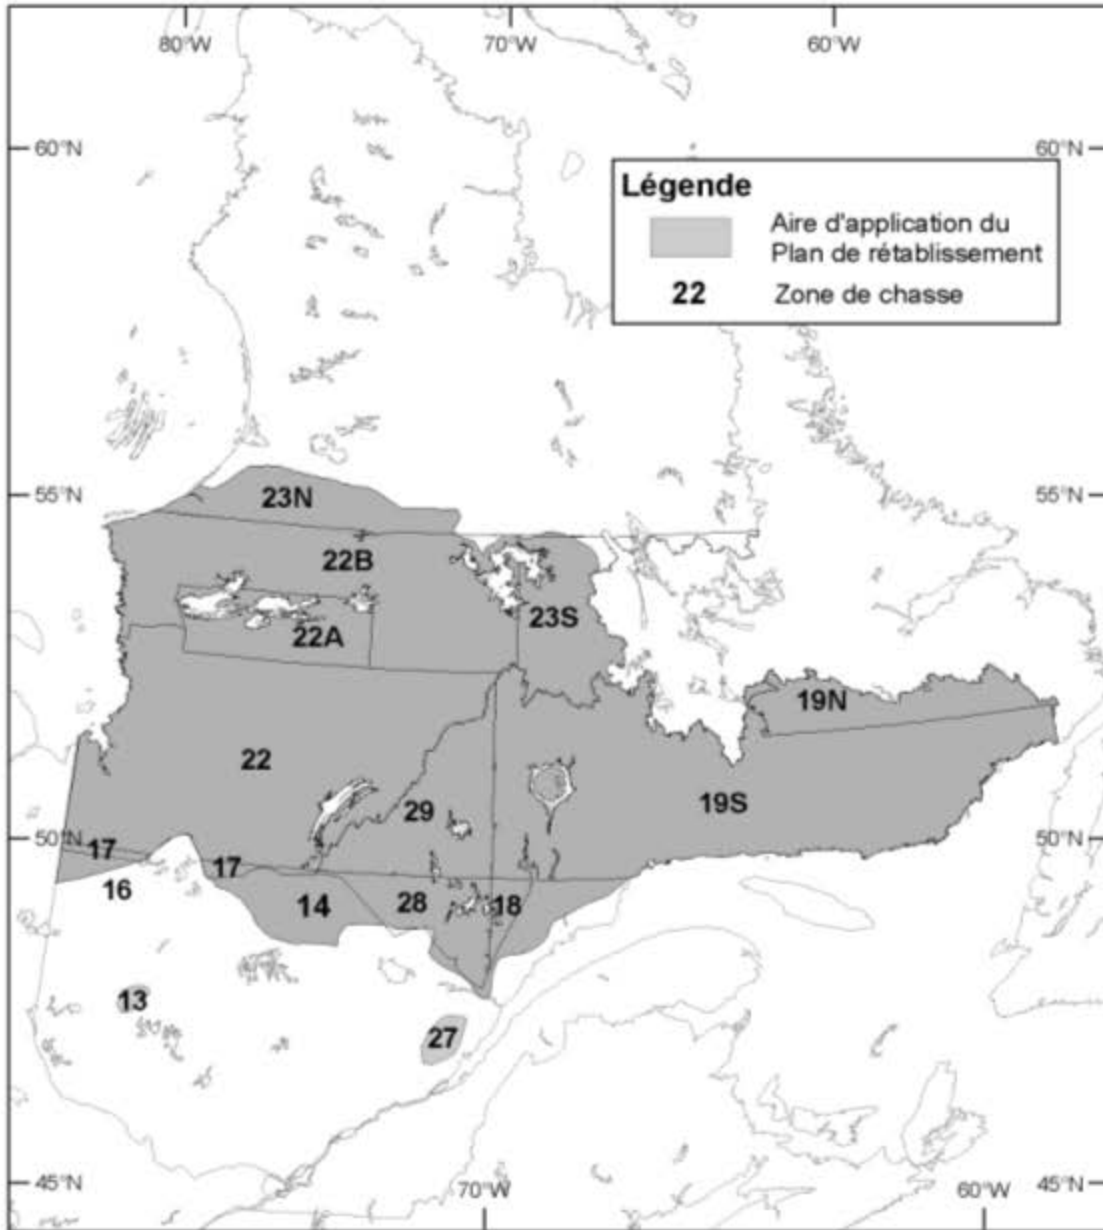 80°W 70°W 60°W
60°N 60°N
Légende
Aire d'application du
Plan de rétablissement
22 Zone de chasse
55°N 55°N
23N
22B
23S
22A
19N
22
29
19S
50°N 50°N
17
17
16
14
28
18
13
27
45°N 70°W 60°W 45°N